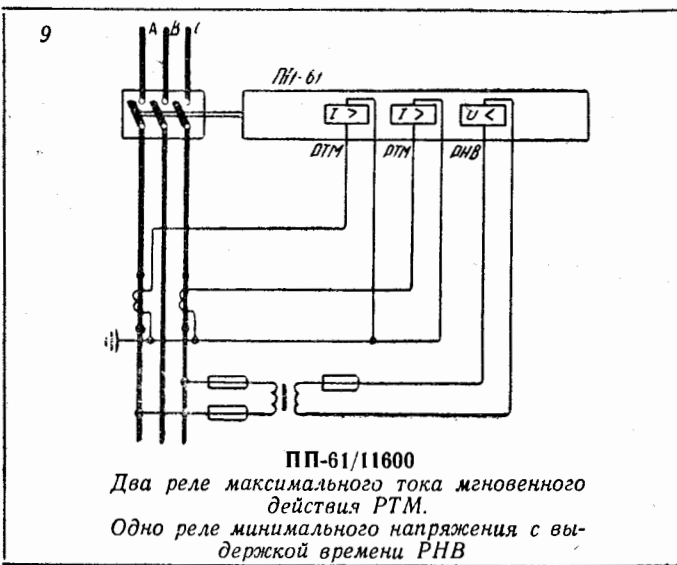 9
А В С
ПП-61
I > I > U <
РТМ РТМ РНВ
ПП-61/11600
Два реле максимального тока мгновенного
действия РТМ.
Одно реле минимального напряжения с вы-
держкой времени РНВ